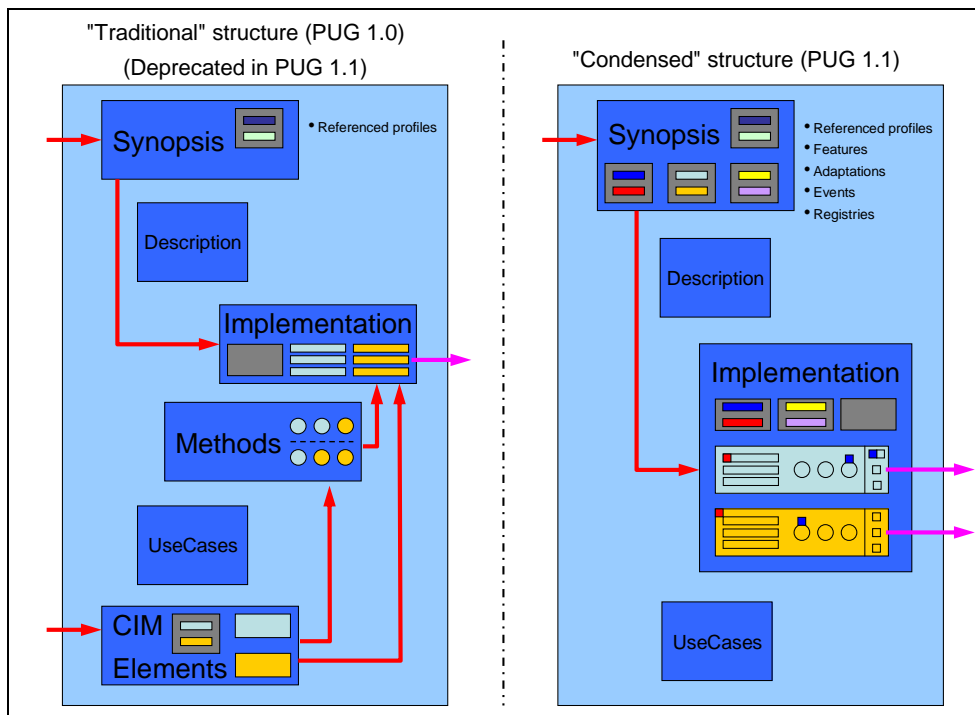 "Traditional" structure (PUG 1.0)
(Deprecated in PUG 1.1)
Synopsis
• Referenced profiles
Description
Implementation
Methods
UseCases
CIM
Elements
"Condensed" structure (PUG 1.1)
Synopsis
• Referenced profiles
• Features
• Adaptations
• Events
• Registries
Description
Implementation
UseCases